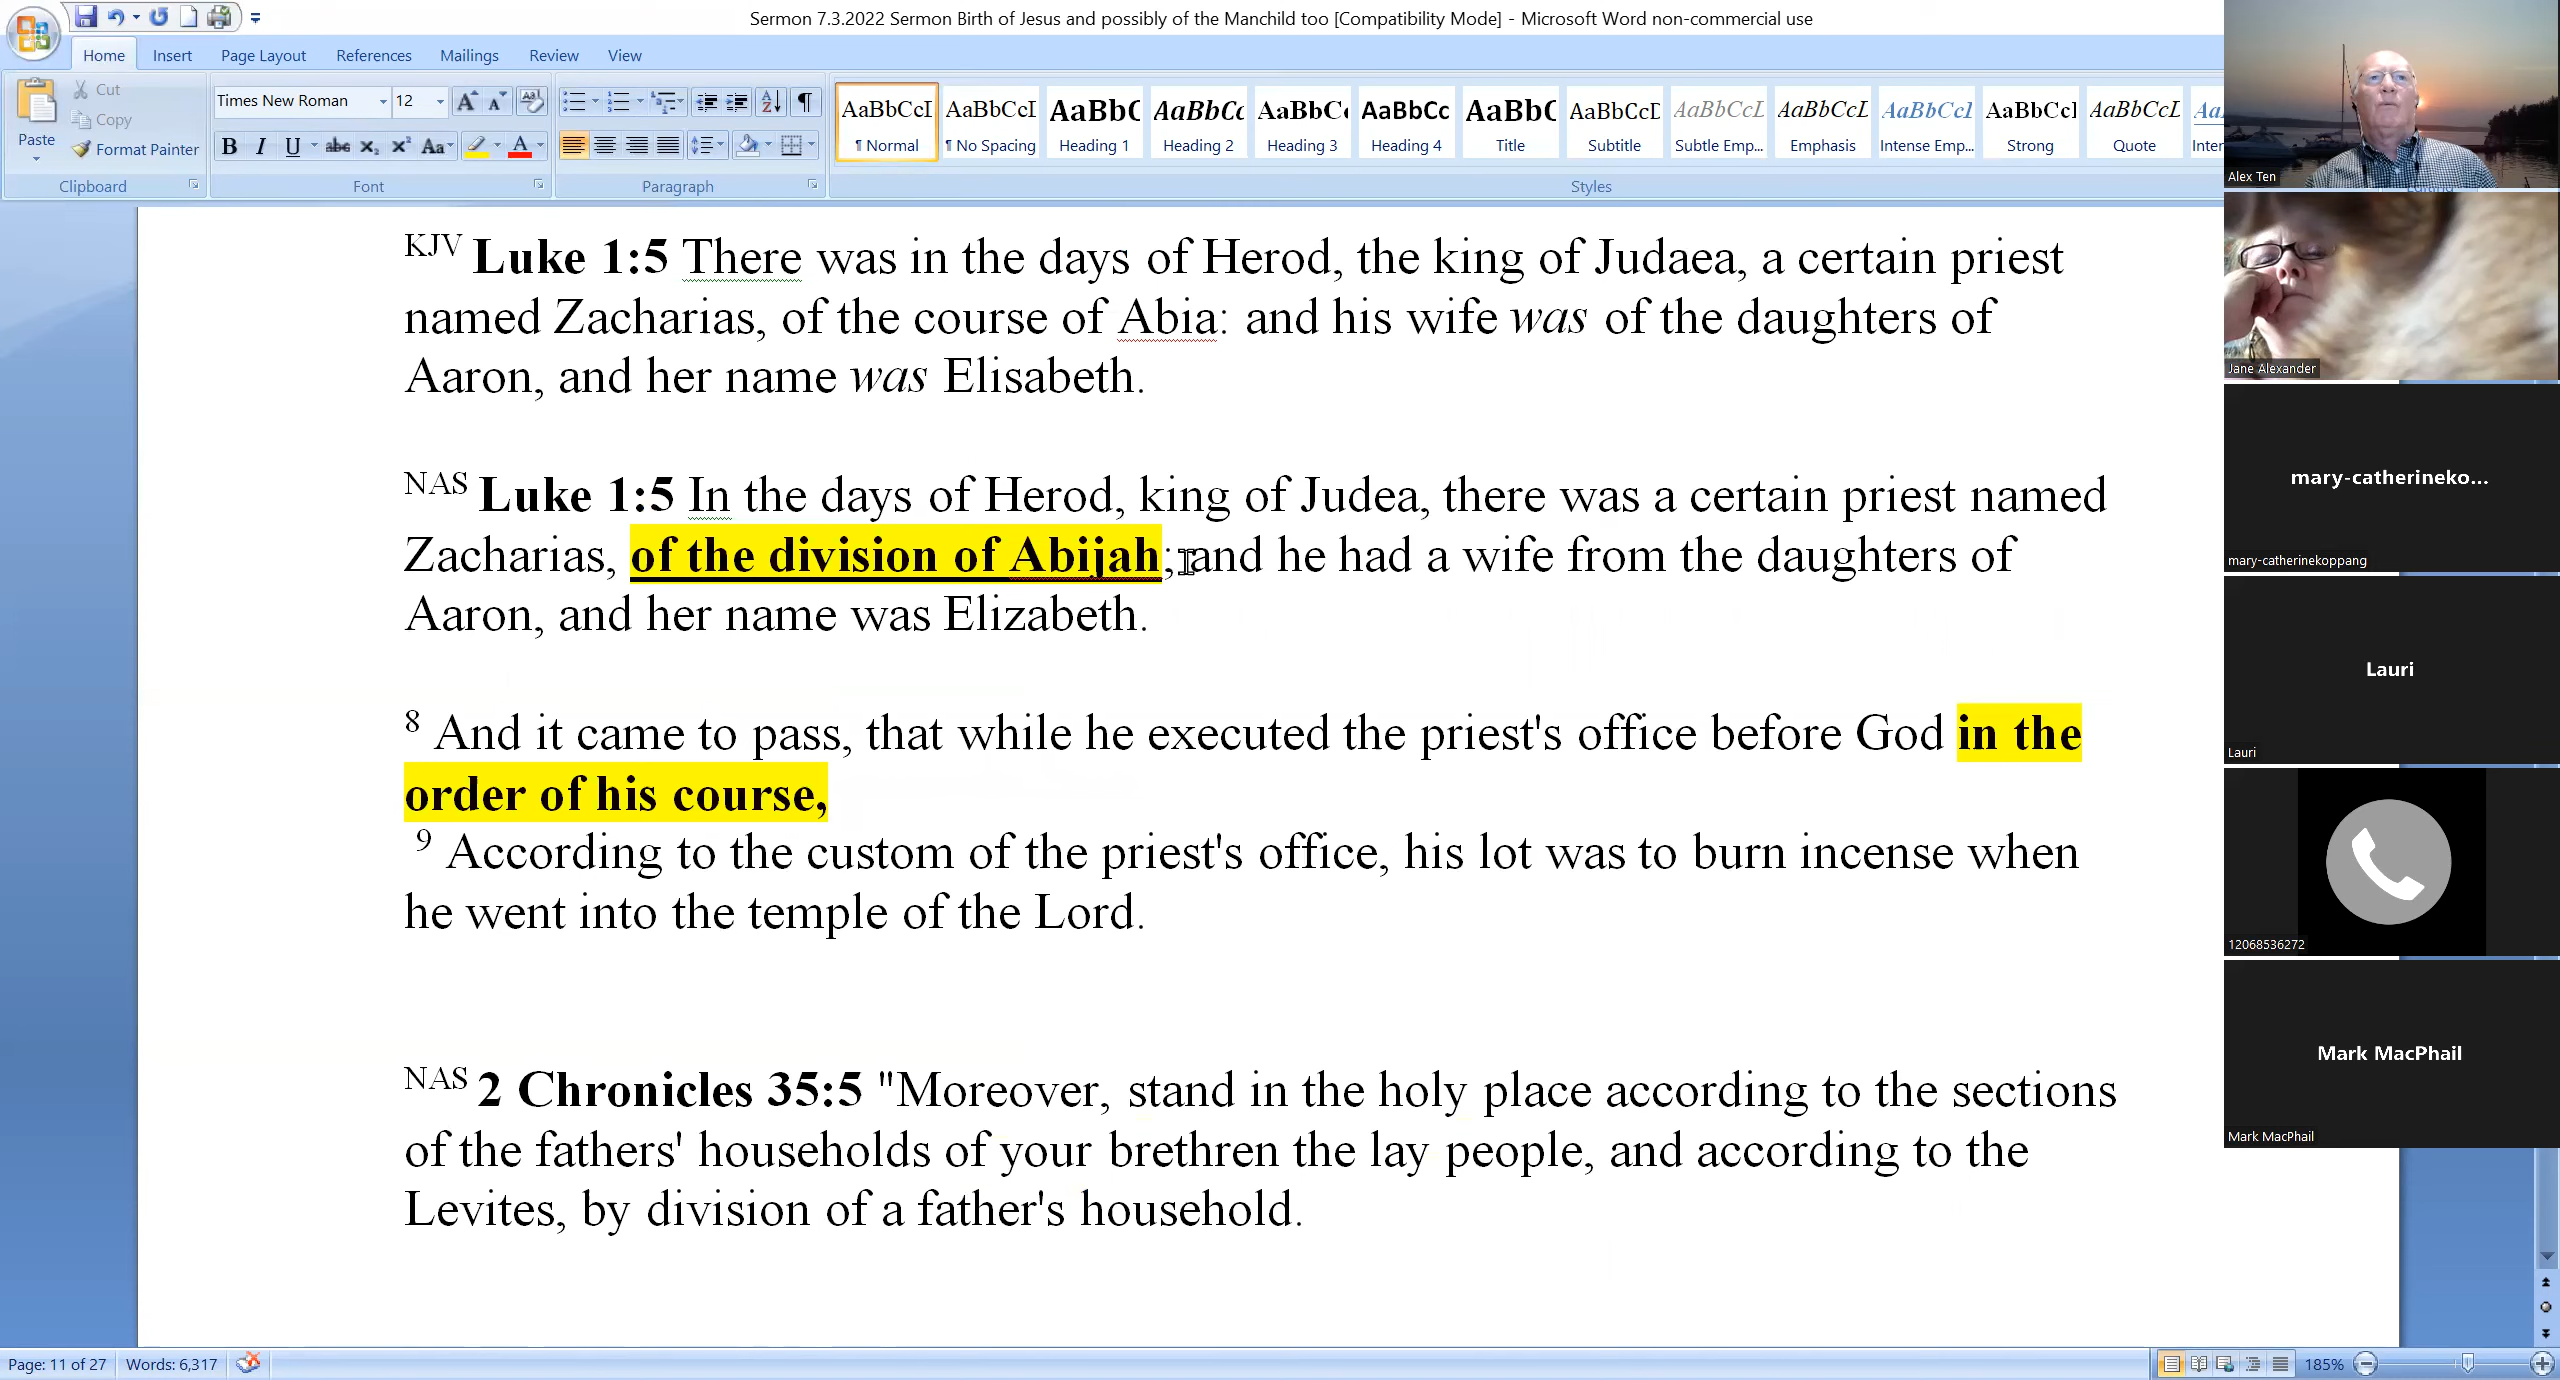 Sermon 7.3.2022 Sermon Birth of Jesus and possibly of the Manchild too [Compatibility Mode] - Microsoft Word non-commercial use
Home Insert Page Layout References Mailings Review View
Paste
Cut
Copy
Format Painter
Clipboard
Times New Roman 12
Font
Paragraph
AaBbCcI AaBbCcI AaBbC AaBbCc AaBbCc AaBbCc AaBbC AaBbCcD AaBbCcL AaBbCcL AaBbCcI AaBbCcI AaBbCcL Aa
¶ Normal ¶ No Spacing Heading 1 Heading 2 Heading 3 Heading 4 Title Subtitle Subtle Emp... Emphasis Intense Emp... Strong Quote Inter
Styles
KJV Luke 1:5 There was in the days of Herod, the king of Judaea, a certain priest
named Zacharias, of the course of Abia: and his wife was of the daughters of
Aaron, and her name was Elisabeth.
NAS Luke 1:5 In the days of Herod, king of Judea, there was a certain priest named
Zacharias, of the division of Abijah; and he had a wife from the daughters of
Aaron, and her name was Elizabeth.
8 And it came to pass, that while he executed the priest's office before God in the
order of his course,
9 According to the custom of the priest's office, his lot was to burn incense when
he went into the temple of the Lord.
NAS 2 Chronicles 35:5 "Moreover, stand in the holy place according to the sections
of the fathers' households of your brethren the lay people, and according to the
Levites, by division of a father's household.
Page: 11 of 27 Words: 6,317
185%
Alex Ten
Jane Alexander
mary-catherineko...
mary-catherinekoppang
Lauri
Lauri
12068536272
Mark MacPhail
Mark MacPhail